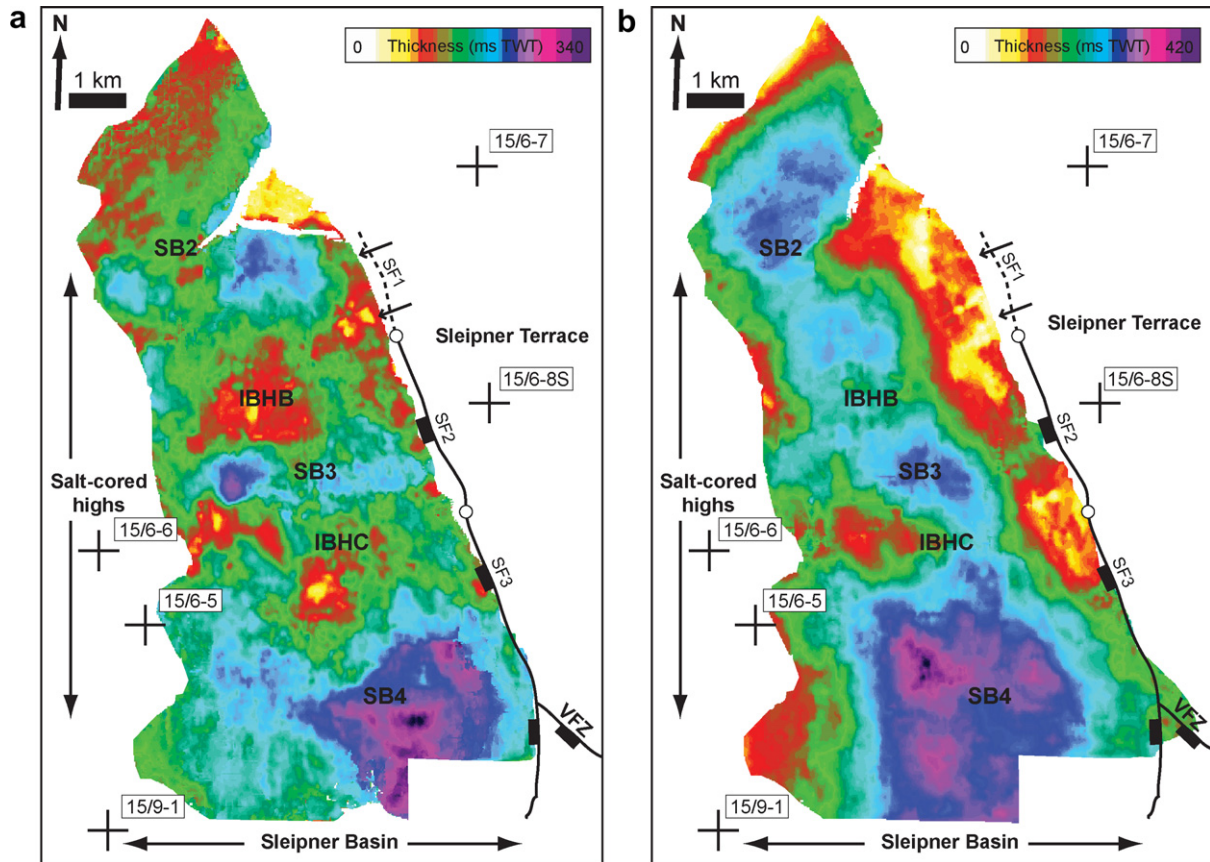 a
N
1 km
0 Thickness (ms TWT) 340
15/6-7
SB2
SF1
Sleipner Terrace
15/6-8S
IBHB
SF2
SB3
Salt-cored
highs
15/6-6
IBHC
SF3
15/6-5
SB4
VFZ
15/9-1
Sleipner Basin
b
N
1 km
0 Thickness (ms TWT) 420
15/6-7
SB2
SF1
Sleipner Terrace
15/6-8S
IBHB
SF2
SB3
Salt-cored
highs
15/6-6
IBHC
SF3
15/6-5
SB4
VFZ
15/9-1
Sleipner Basin